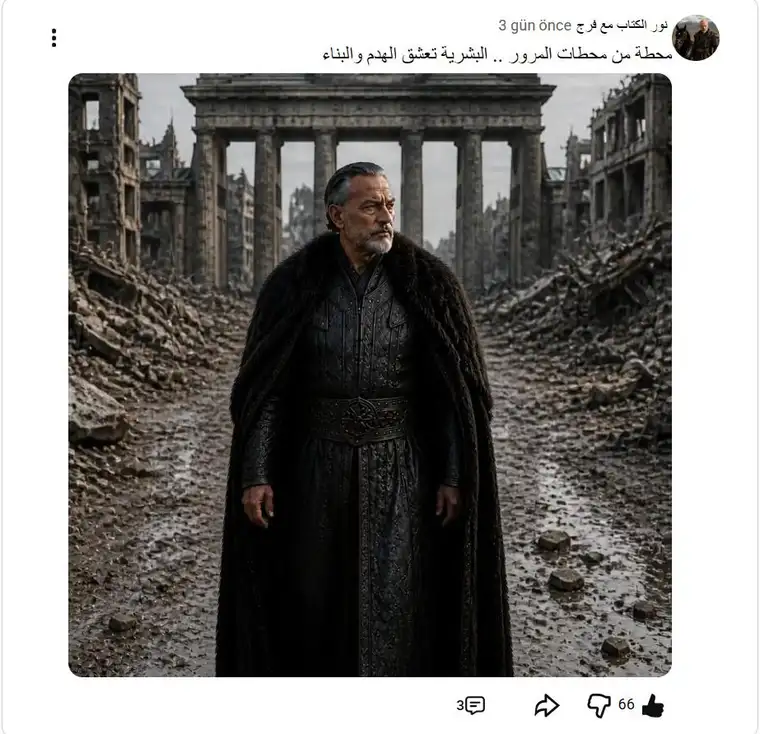 نور الكتاب مع فرج 3 gün önce
محطة من محطات المرور .. البشرية تعشق الهدم والبناء
66 3